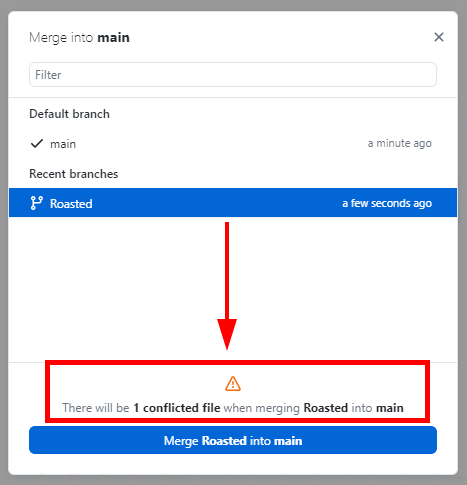 Merge into main
Filter
Default branch
main a minute ago
Recent branches
Roasted a few seconds ago
There will be 1 conflicted file when merging Roasted into main
Merge Roasted into main